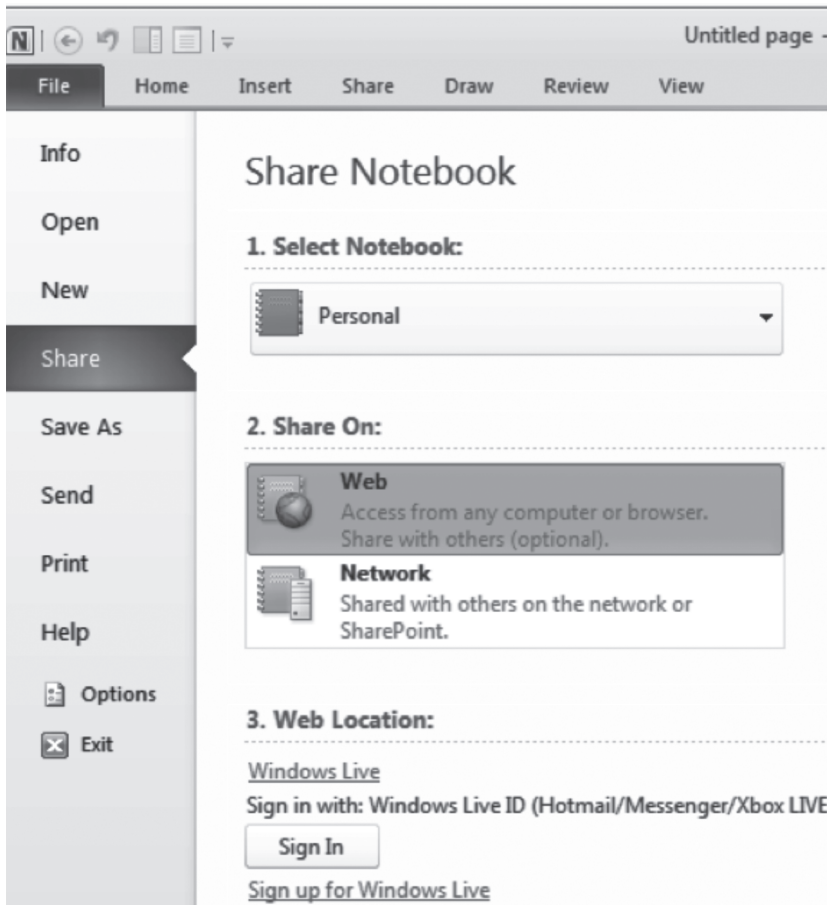 N
Untitled page -
File Home Insert Share Draw Review View
Info
Open
New
Share
Save As
Send
Print
Help
Options
Exit
Share Notebook
1. Select Notebook:
Personal
2. Share On:
Web
Access from any computer or browser.
Share with others (optional).
Network
Shared with others on the network or
SharePoint.
3. Web Location:
Windows Live
Sign in with: Windows Live ID (Hotmail/Messenger/Xbox LIVE
Sign In
Sign up for Windows Live